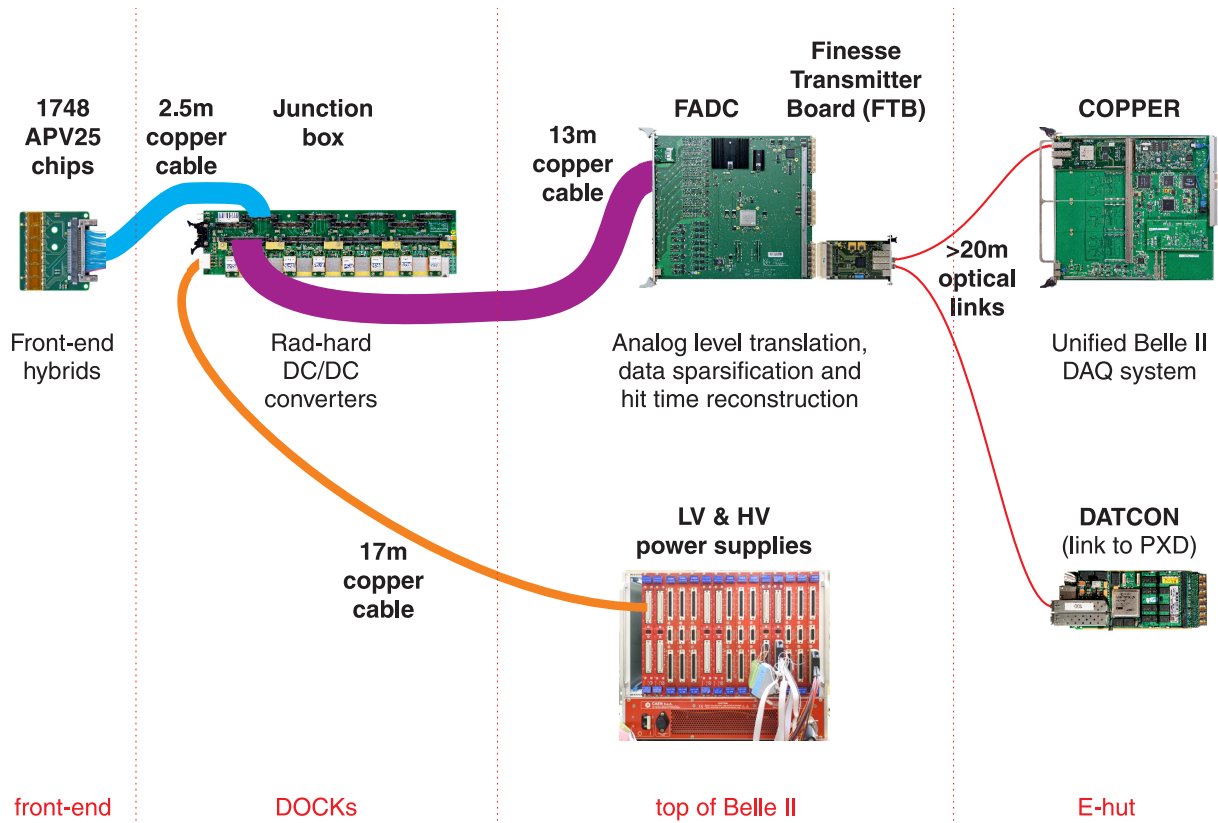 1748
APV25
chips
2.5m
copper
cable
Junction
box
13m
copper
cable
FADC
Finesse
Transmitter
Board (FTB)
COPPER
>20m
optical
links
Front-end
hybrids
Rad-hard
DC/DC
converters
Analog level translation,
data sparsification and
hit time reconstruction
Unified Belle II
DAQ system
17m
copper
cable
LV & HV
power supplies
DATCON
(link to PXD)
front-end
DOCKs
top of Belle II
E-hut